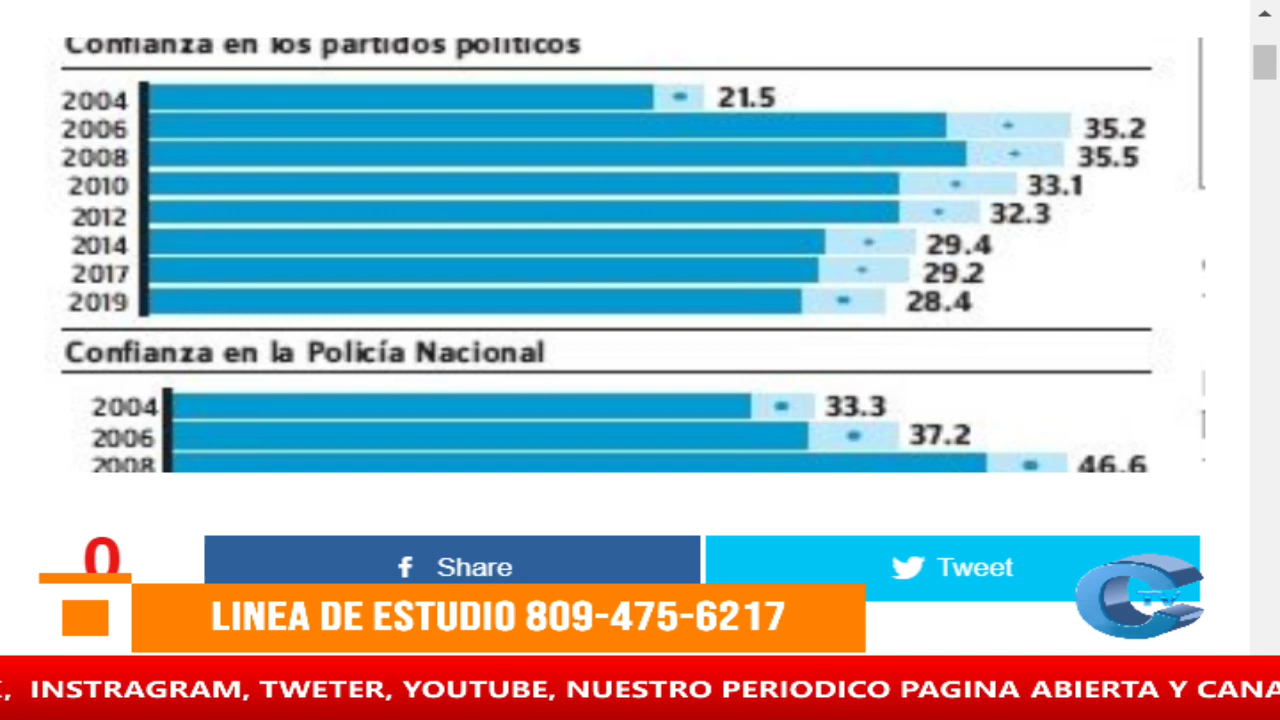 Confianza en los partidos políticos
2004 21.5
2006 35.2
2008 35.5
2010 33.1
2012 32.3
2014 29.4
2017 29.2
2019 28.4
Confianza en la Policía Nacional
2004 33.3
2006 37.2
2008 46.6
0
f Share
Tweet
TV
LINEA DE ESTUDIO 809-475-6217
, INSTRAGRAM, TWETER, YOUTUBE, NUESTRO PERIODICO PAGINA ABIERTA Y CANA